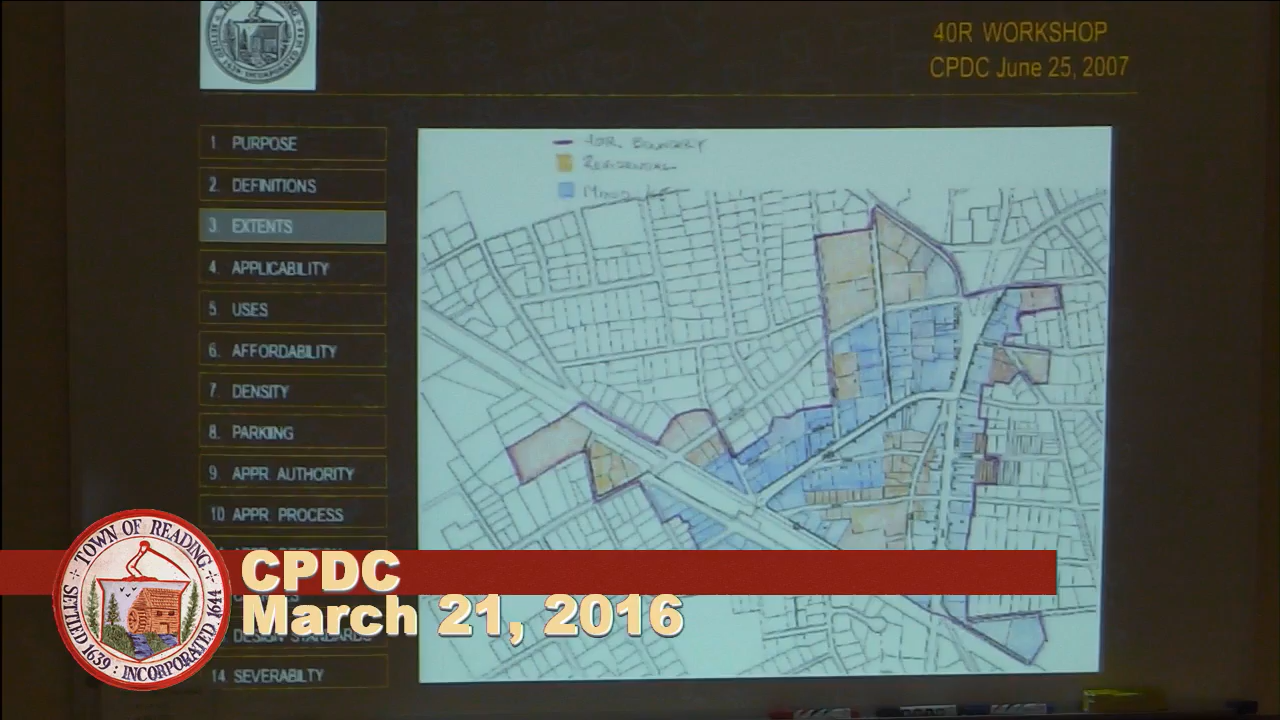 40R WORKSHOP
CPDC June 25, 2007
1 PURPOSE
2. DEFINITIONS
3 EXTENTS
4. APPLICABILITY
5. USES
6. AFFORDABILITY
7. DENSITY
8. PARKING
9. APPR. AUTHORITY
10 APPR. PROCESS
DESIGN STANDARDS
14 SEVERABILTY
40R BOUNDARY
RESIDENTIAL
TOWN OF READING
SETTLED 1639 : INCORPORATED 1644
CPDC
March 21, 2016